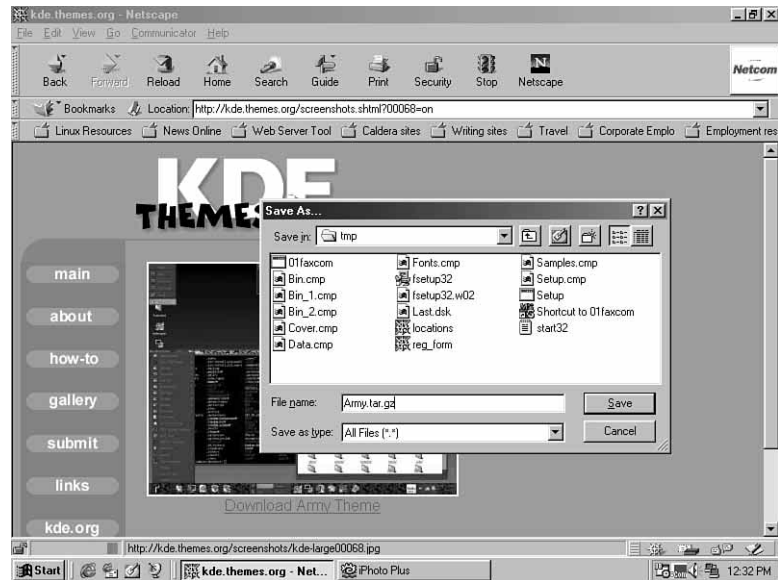 kde.themes.org - Netscape
File Edit View Go Communicator Help
Back Forward Reload Home Search Guide Print Security Stop Netscape
Netcom
Bookmarks Location: http://kde.themes.org/screenshots.shtml?00068=on
Linux Resources News Online Web Server Tool Caldera sites Writing sites Travel Corporate Emplo Employment res
KDE
THEMES
Save As...
Save in: tmp
01faxcom Fonts.cmp Samples.cmp
Bin.cmp fsetup32 Setup.cmp
Bin_1.cmp fsetup32.w02 Setup
Bin_2.cmp Last.dsk Shortcut to 01faxcom
Cover.cmp locations start32
Data.cmp reg_form
File name: Army.tar.gz Save
Save as type: All Files (*.*) Cancel
main
about
how-to
gallery
submit
links
kde.org
Download Army Theme
http://kde.themes.org/screenshots/kde-large00068.jpg
Start kde.themes.org - Net... iPhoto Plus 12:32 PM